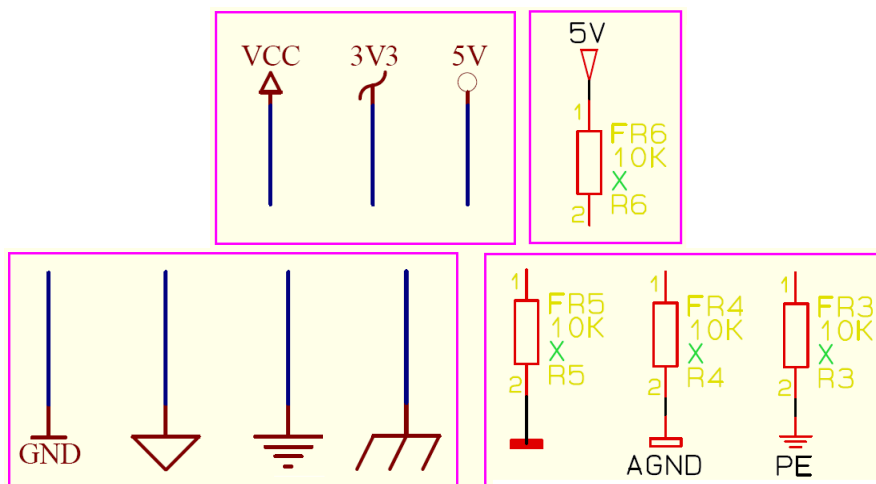 VCC 3V3 5V
5V
1
FR6
10K
X
2
R6
GND
1
FR5
10K
X
2
R5
1
FR4
10K
X
2
R4
AGND
1
FR3
10K
X
2
R3
PE